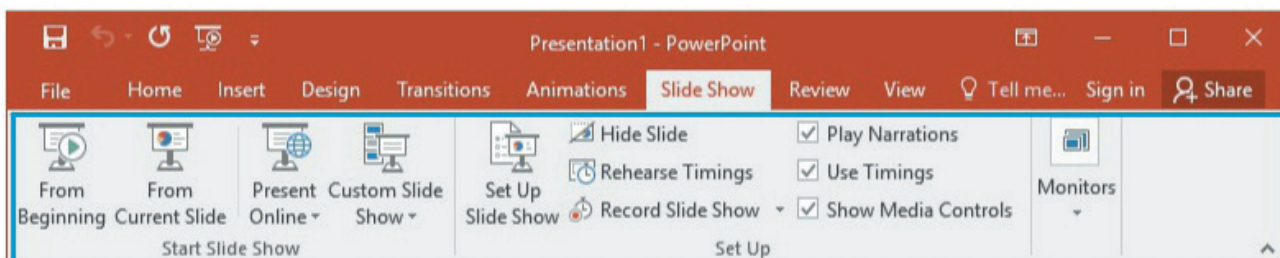 Presentation1 - PowerPoint
File Home Insert Design Transitions Animations Slide Show Review View Tell me... Sign in Share
From Beginning
From Current Slide
Present Online
Custom Slide Show
Start Slide Show
Set Up Slide Show
Hide Slide
Rehearse Timings
Record Slide Show
Play Narrations
Use Timings
Show Media Controls
Set Up
Monitors